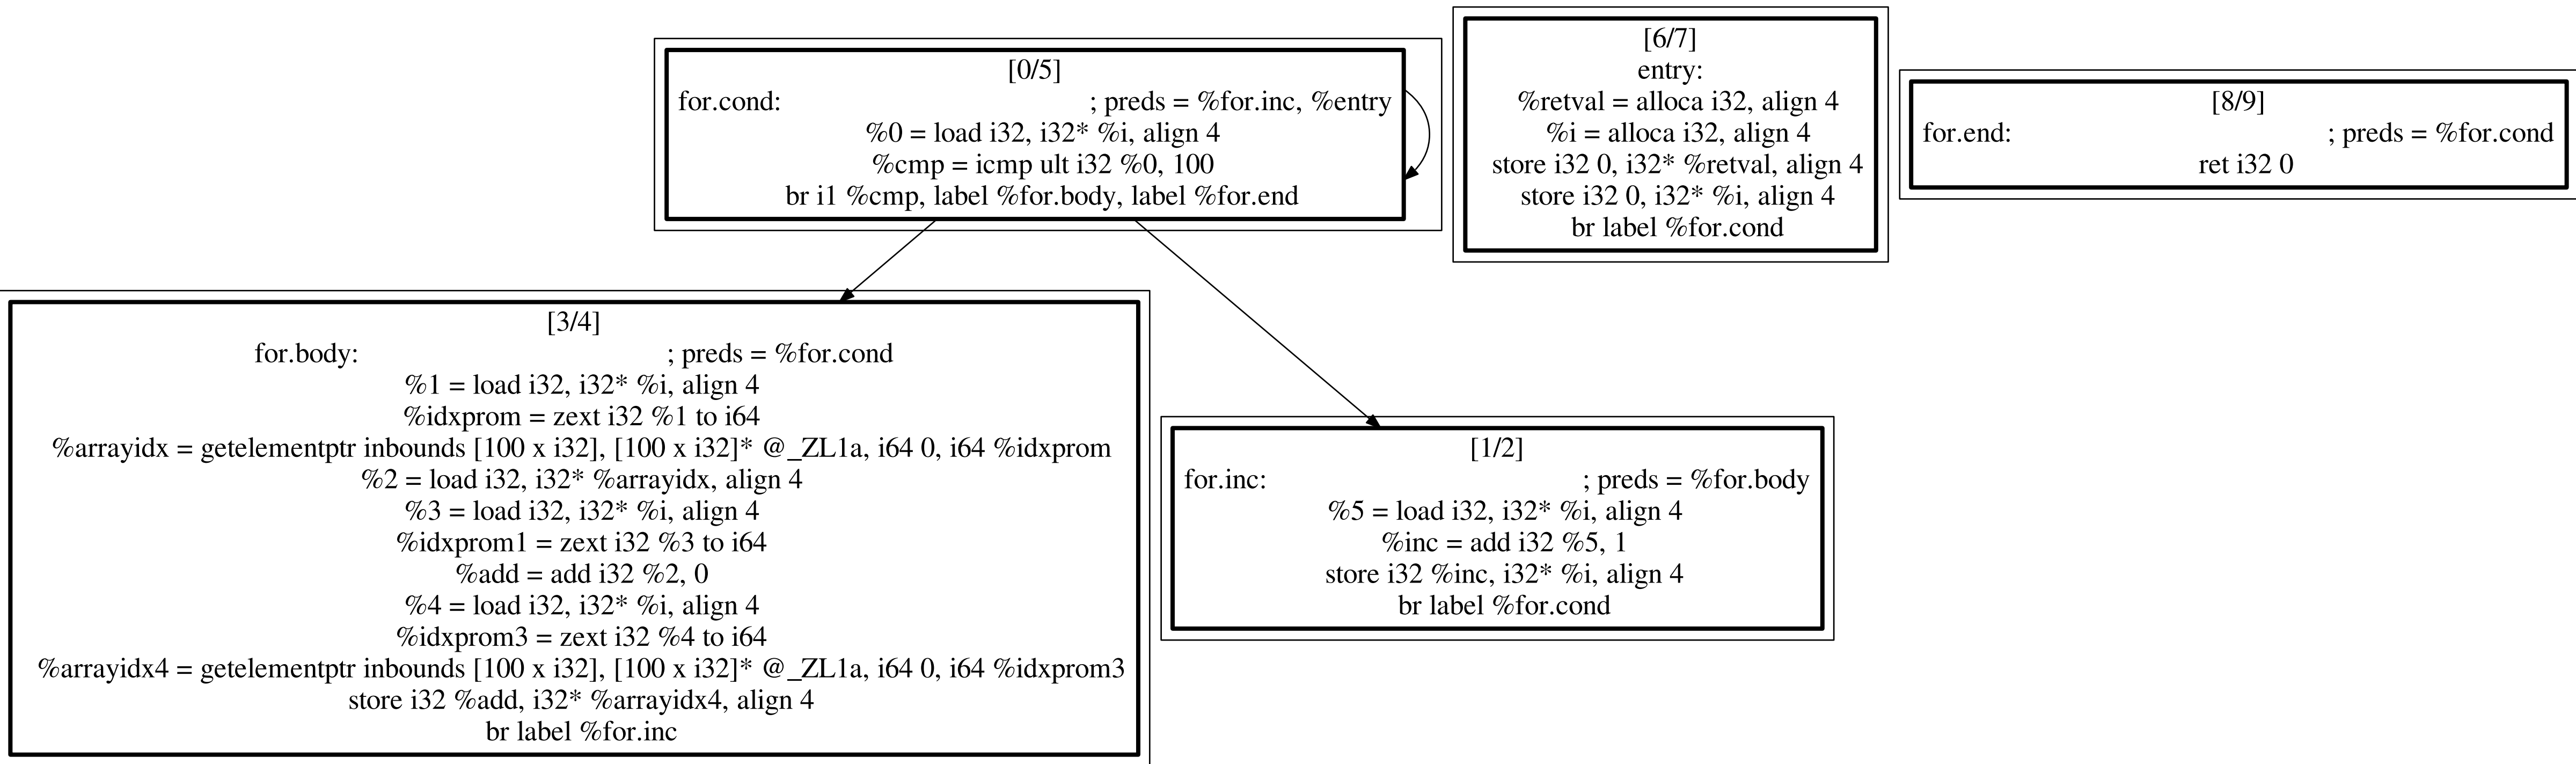 [0/5]
for.cond: ; preds = %for.inc, %entry
%0 = load i32, i32* %i, align 4
%cmp = icmp ult i32 %0, 100
br i1 %cmp, label %for.body, label %for.end
[6/7]
entry:
%retval = alloca i32, align 4
%i = alloca i32, align 4
store i32 0, i32* %retval, align 4
store i32 0, i32* %i, align 4
br label %for.cond
[8/9]
for.end: ; preds = %for.cond
ret i32 0
[3/4]
for.body: ; preds = %for.cond
%1 = load i32, i32* %i, align 4
%idxprom = zext i32 %1 to i64
%arrayidx = getelementptr inbounds [100 x i32], [100 x i32]* @_ZL1a, i64 0, i64 %idxprom
%2 = load i32, i32* %arrayidx, align 4
%3 = load i32, i32* %i, align 4
%idxprom1 = zext i32 %3 to i64
%add = add i32 %2, 0
%4 = load i32, i32* %i, align 4
%idxprom3 = zext i32 %4 to i64
%arrayidx4 = getelementptr inbounds [100 x i32], [100 x i32]* @_ZL1a, i64 0, i64 %idxprom3
store i32 %add, i32* %arrayidx4, align 4
br label %for.inc
[1/2]
for.inc: ; preds = %for.body
%5 = load i32, i32* %i, align 4
%inc = add i32 %5, 1
store i32 %inc, i32* %i, align 4
br label %for.cond